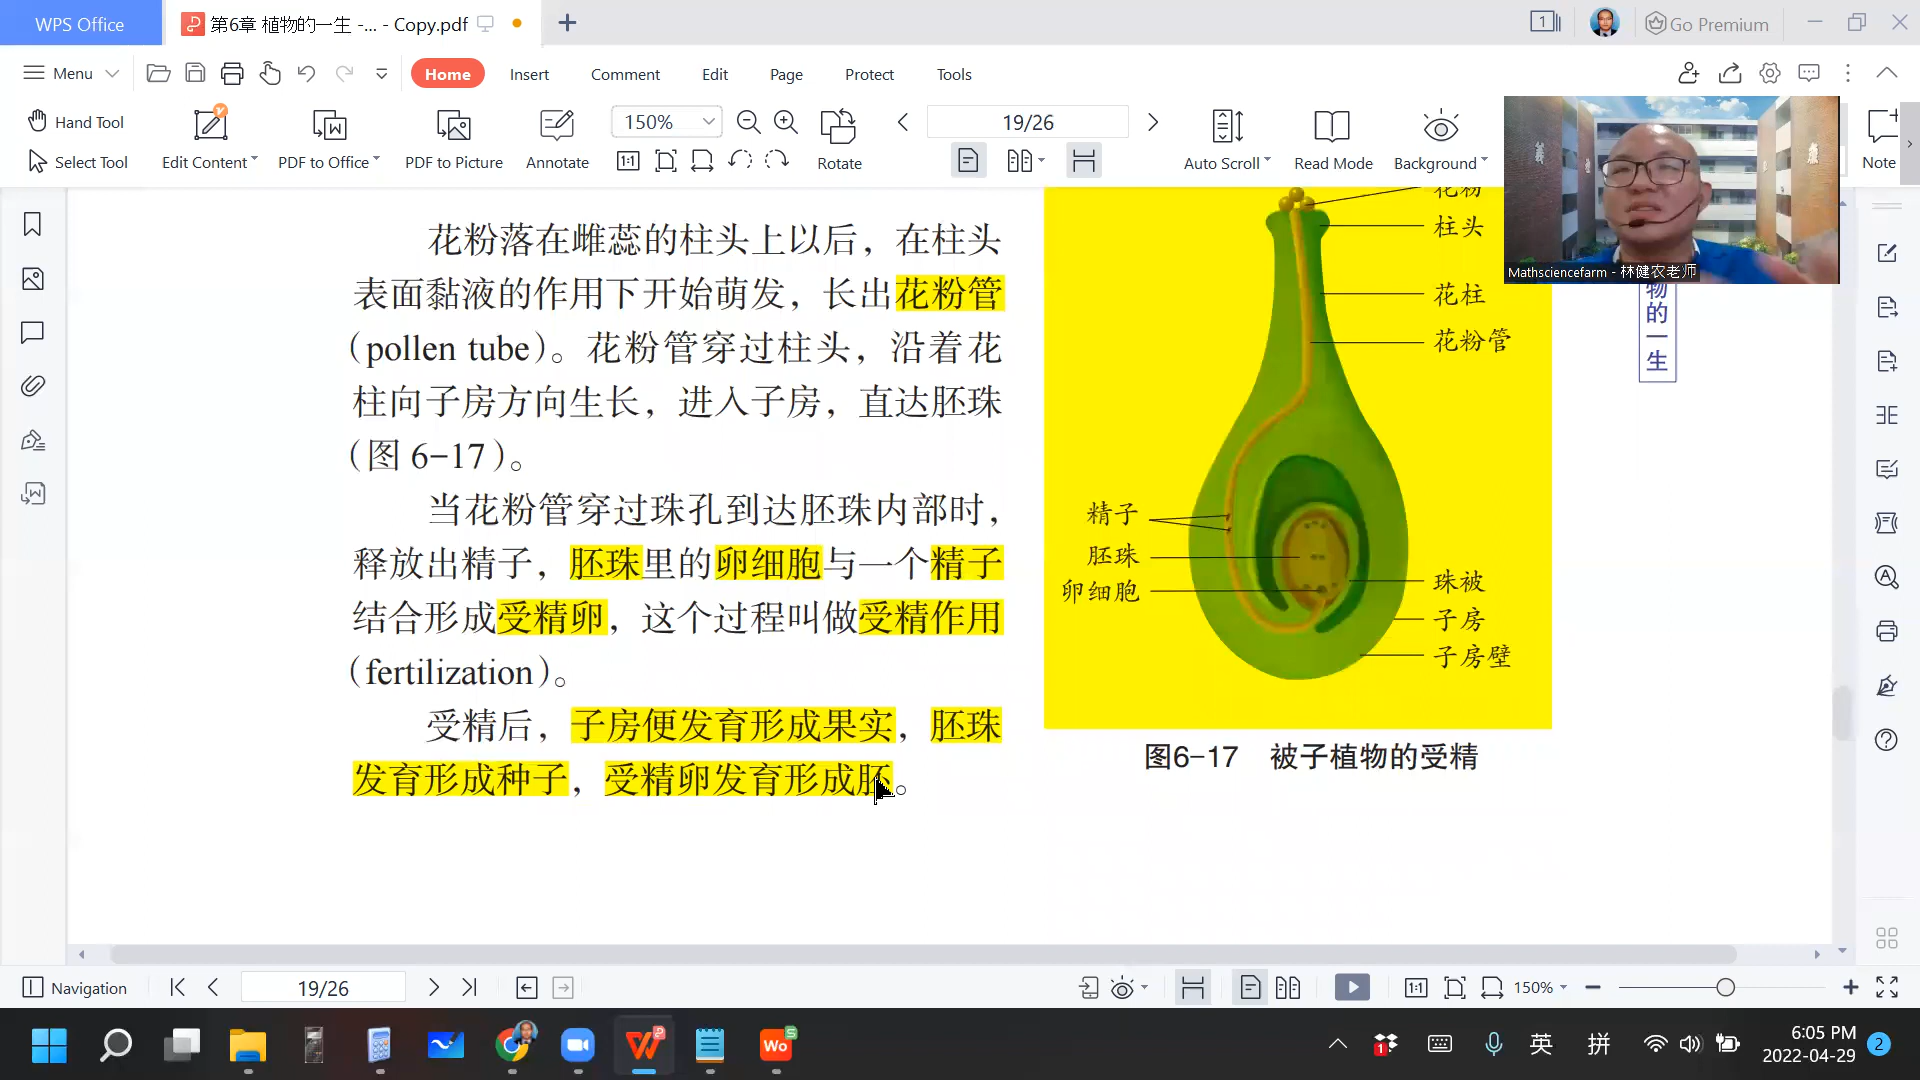 WPS Office
第6章 植物的一生 -... - Copy.pdf
1
Go Premium
Menu
Home
Insert
Comment
Edit
Page
Protect
Tools
Hand Tool
Select Tool
Edit Content
PDF to Office
PDF to Picture
Annotate
150%
1:1
Rotate
19/26
Auto Scroll
Read Mode
Background
Note
Mathsciencefarm - 林健农老师
花粉落在雌蕊的柱头上以后，在柱头
表面黏液的作用下开始萌发，长出花粉管
(pollen tube)。花粉管穿过柱头，沿着花
柱向子房方向生长，进入子房，直达胚珠
(图 6-17)。
当花粉管穿过珠孔到达胚珠内部时，
释放出精子，胚珠里的卵细胞与一个精子
结合形成受精卵，这个过程叫做受精作用
(fertilization)。
受精后，子房便发育形成果实，胚珠
发育形成种子，受精卵发育形成胚。
花粉
柱头
花柱
花粉管
精子
胚珠
卵细胞
珠被
子房
子房壁
图6-17 被子植物的受精
物的一生
Navigation
19/26
1:1
150%
Wo
S
1
英
拼
6:05 PM
2022-04-29
2